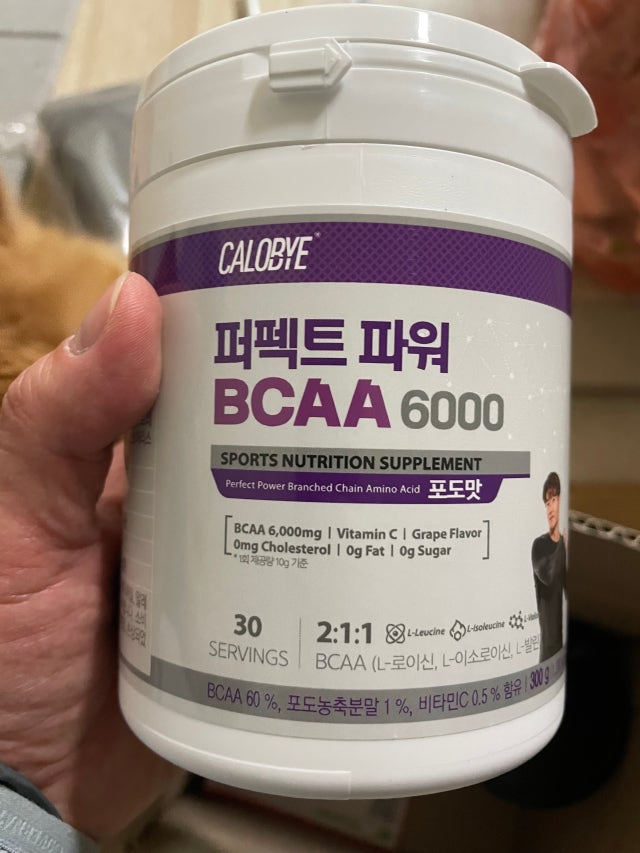 CALOBYE®
퍼펙트 파워
BCAA 6000
SPORTS NUTRITION SUPPLEMENT
Perfect Power Branched Chain Amino Acid 포도맛
BCAA 6,000mg | Vitamin C | Grape Flavor
0mg Cholesterol | 0g Fat | 0g Sugar
* 1회 제공량 10g 기준
30
SERVINGS
2:1:1 L-Leucine L-Isoleucine
BCAA (L-로이신, L-이소로이신, L-발린
BCAA 60 %, 포도농축분말 1 %, 비타민C 0.5 % 함유 | 300 g